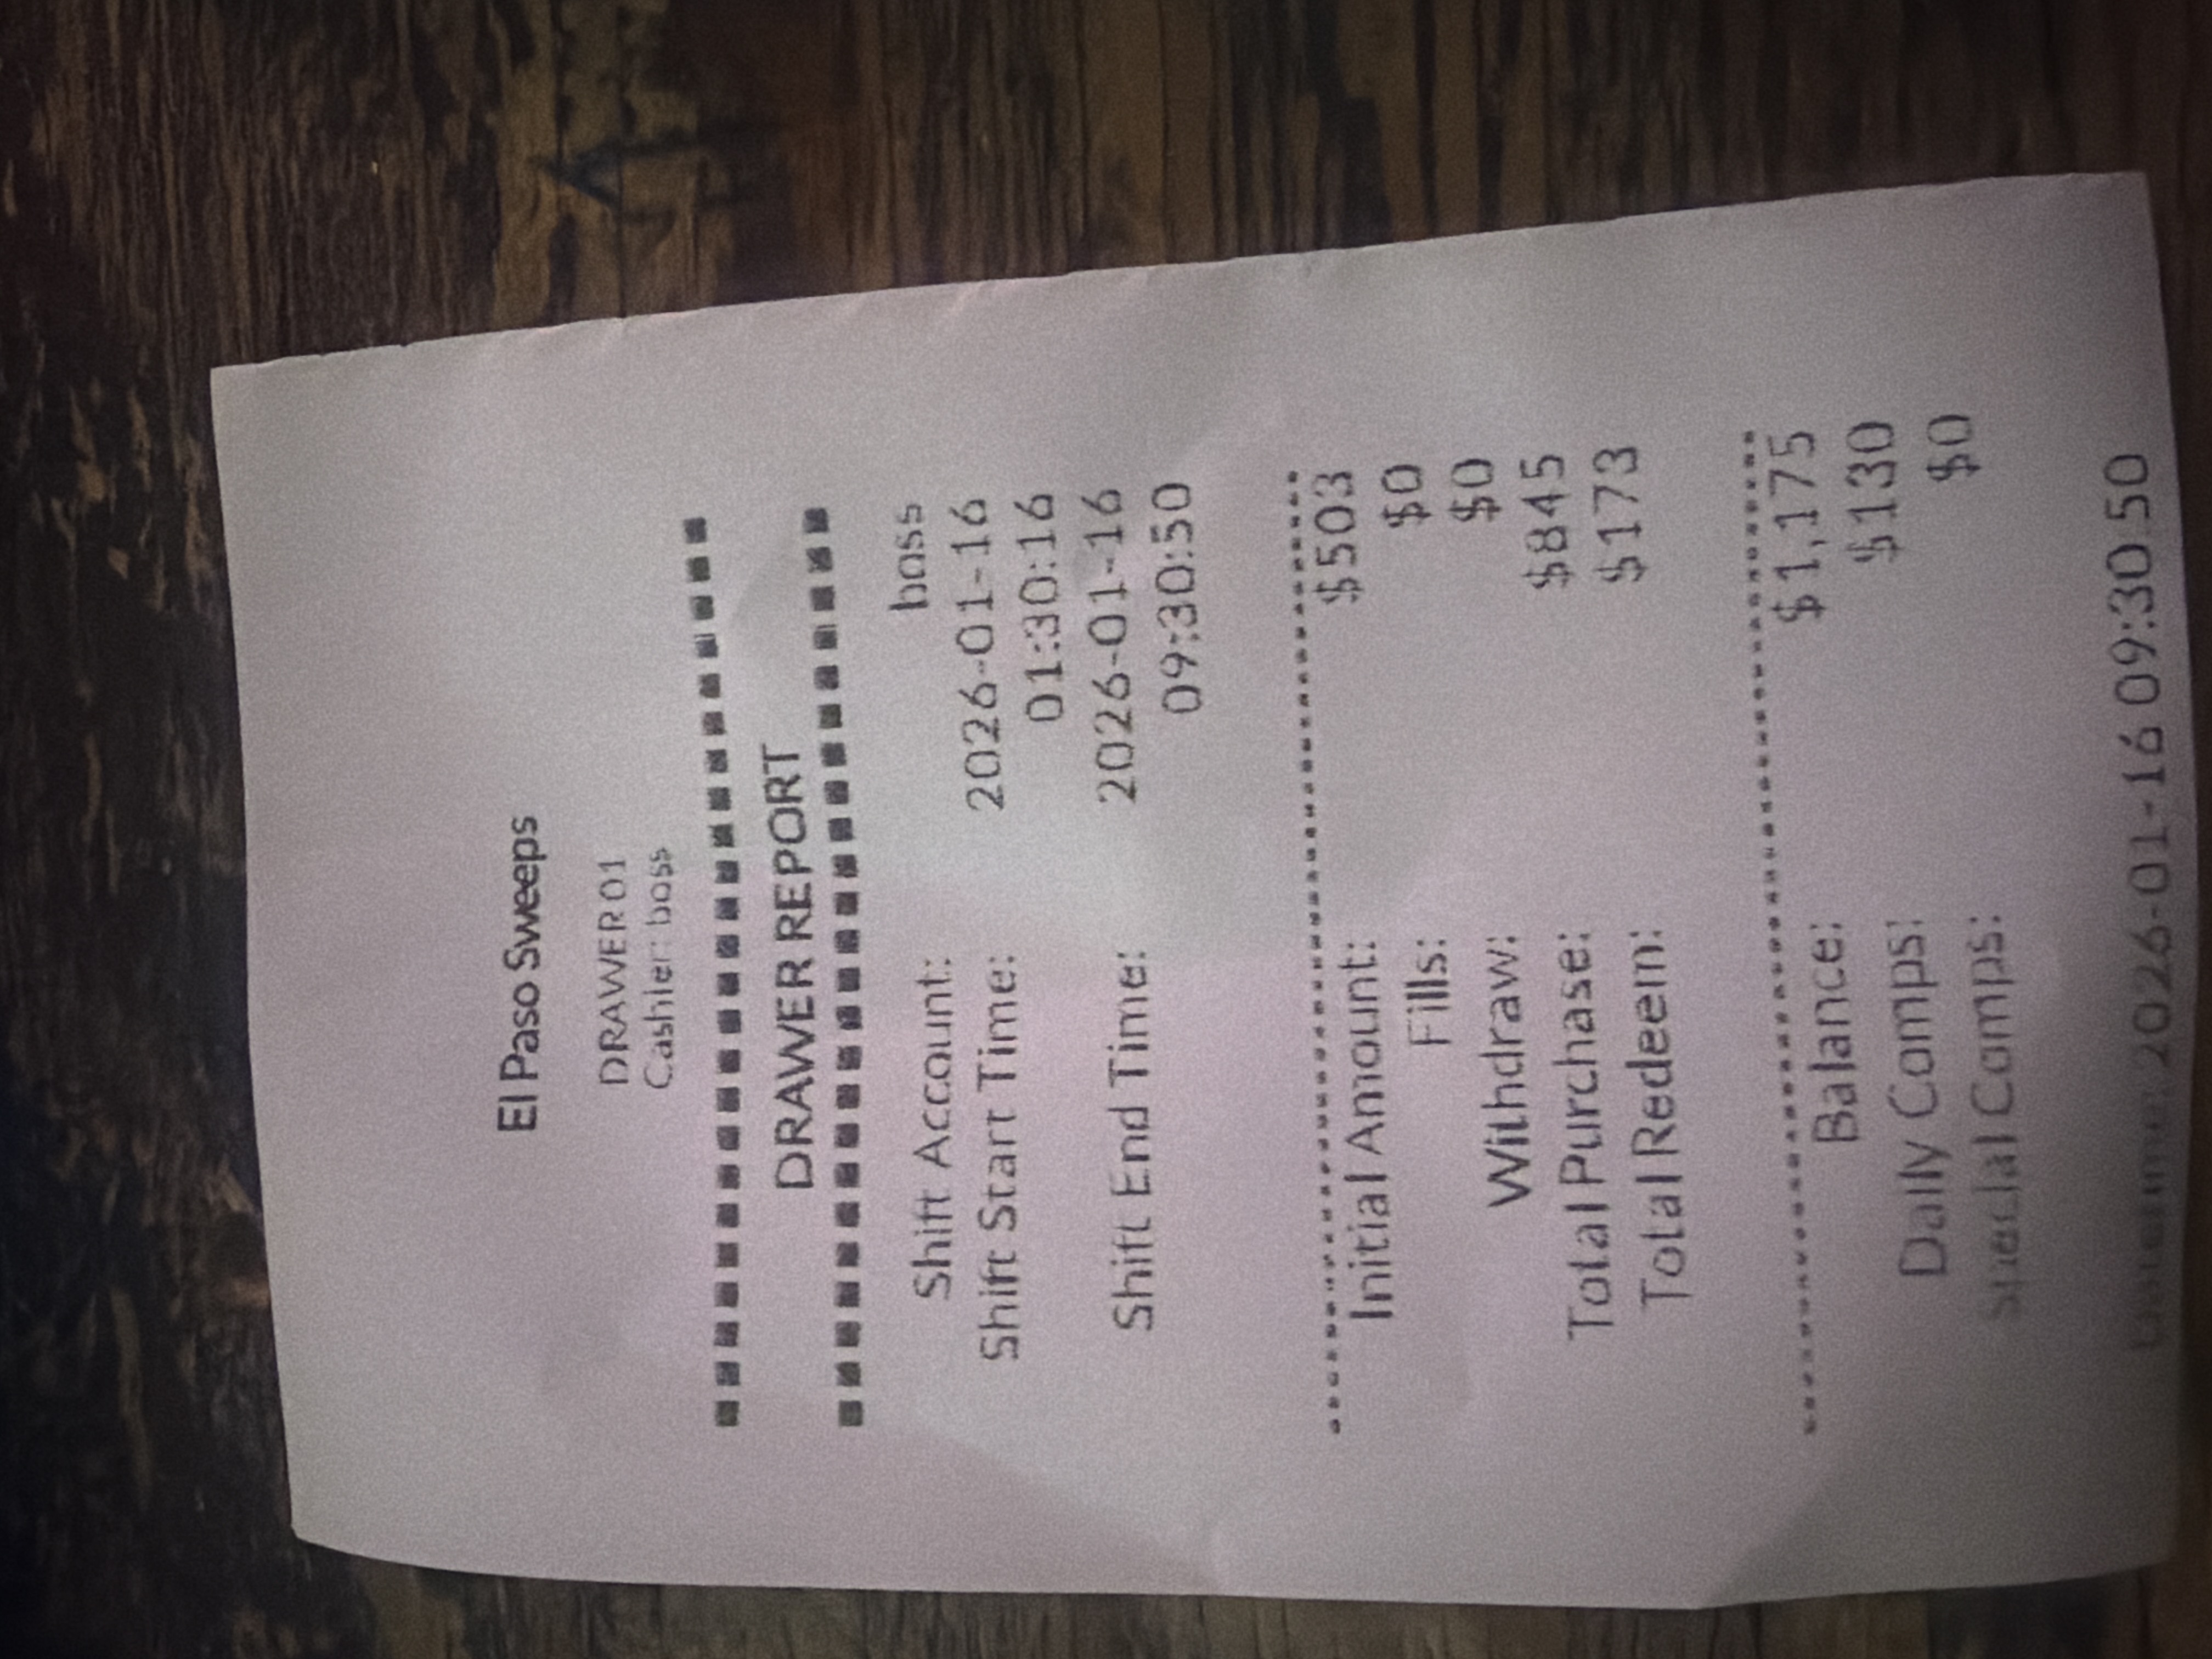 El Paso Sweeps
DRAWER 01
Cashier: boss
DRAWER REPORT
Shift Account: boss
Shift Start Time: 2026-01-16
01:30:16
Shift End Time: 2026-01-16
09:30:50
Initial Amount: $503
Fills: $0
Withdraw: $0
Total Purchase: $845
Total Redeem: $173
Balance: $1,175
Daily Comps: $130
Special Comps: $0
2026-01-16 09:30:50